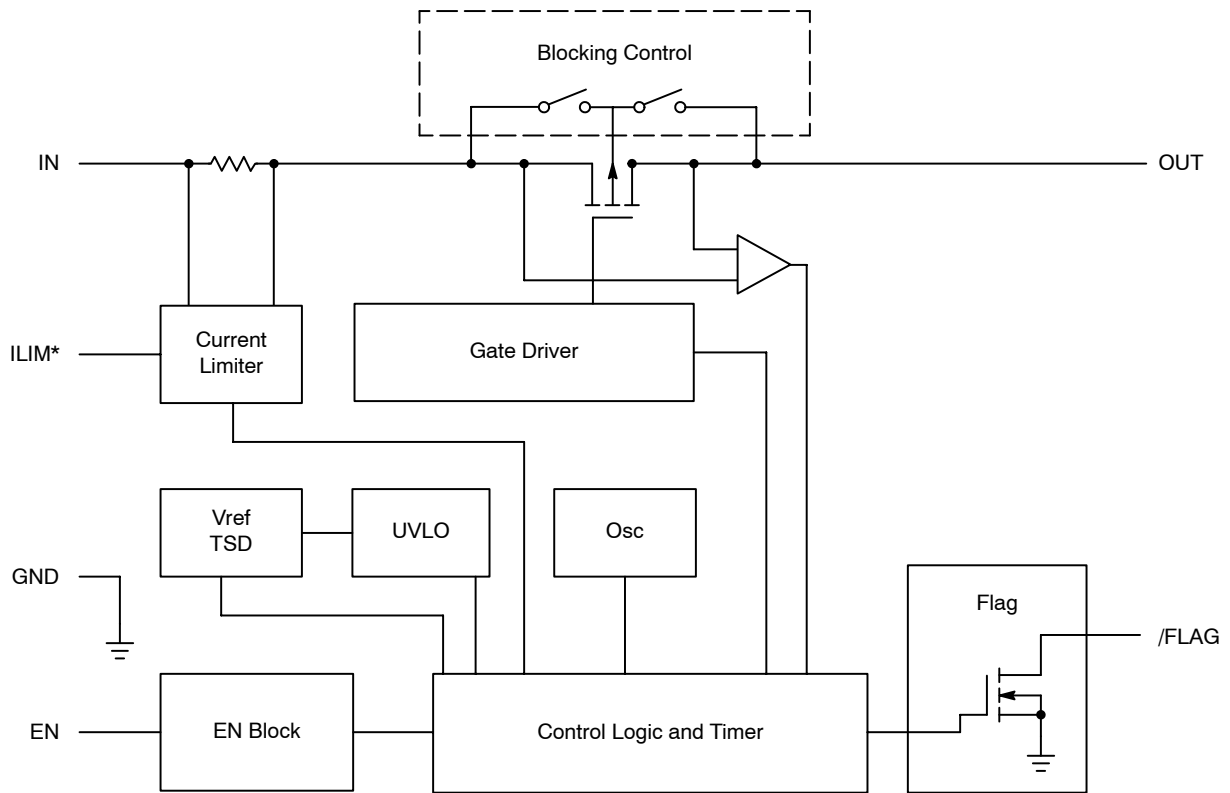 Blocking Control
IN
OUT
Current
Limiter
ILIM*
Gate Driver
Vref
TSD
UVLO
Osc
GND
Flag
/FLAG
EN
EN Block
Control Logic and Timer